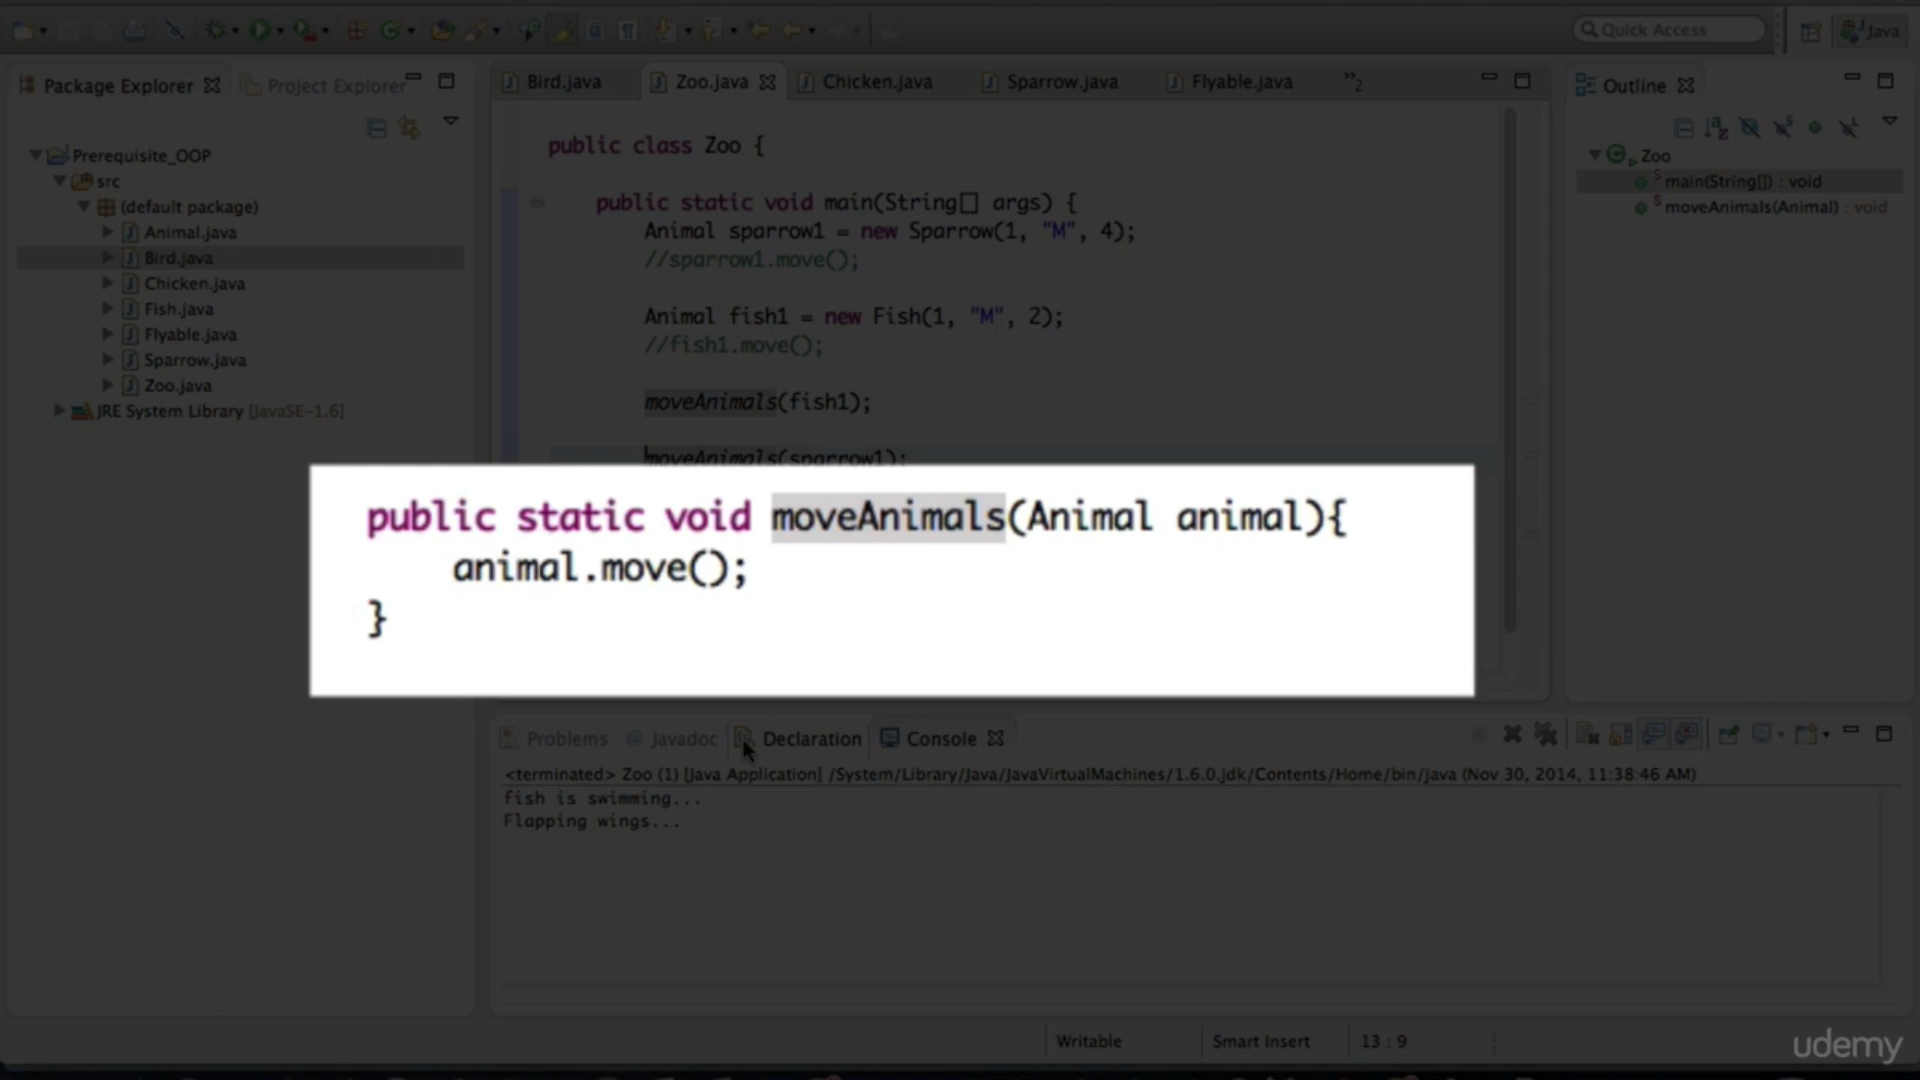 Quick Access
Java
Package Explorer
Project Explorer
Prerequisite_OOP
src
(default package)
Animal.java
Bird.java
Chicken.java
Fish.java
Flyable.java
Sparrow.java
Zoo.java
JRE System Library [JavaSE-1.6]
Bird.java
Zoo.java
Chicken.java
Sparrow.java
Flyable.java
"2
public class Zoo {
public static void main(String[] args) {
Animal sparrow1 = new Sparrow(1, "M", 4);
//sparrow1.move();
Animal fish1 = new Fish(1, "M", 2);
//fish1.move();
moveAnimals(fish1);
moveAnimals(sparrow1);
public static void moveAnimals(Animal animal){
animal.move();
}
Outline
Zoo
main(String[]) : void
moveAnimals(Animal) : void
Problems
@ Javadoc
Declaration
Console
<terminated> Zoo (1) [Java Application] /System/Library/Java/JavaVirtualMachines/1.6.0.jdk/Contents/Home/bin/java (Nov 30, 2014, 11:38:46 AM)
fish is swimming...
Flapping wings...
Writable
Smart Insert
13 : 9
udemy